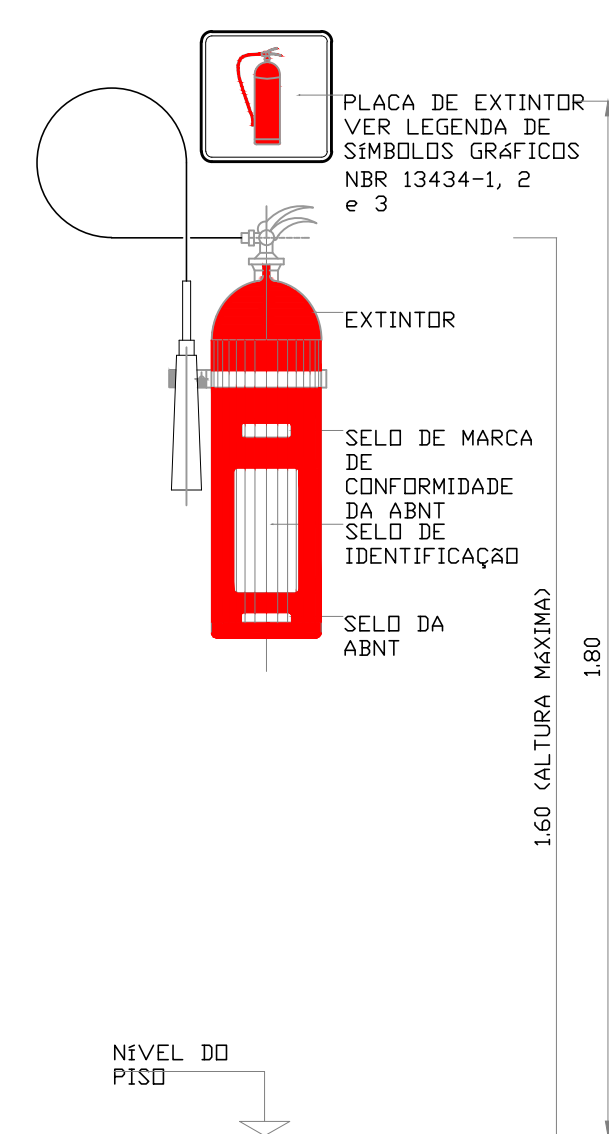 PLACA DE EXTINTOR
VER LEGENDA DE
SíMBOLOS GRáFICOS
NBR 13434-1, 2
e 3
EXTINTOR
SELO DE MARCA
DE
CONFORMIDADE
DA ABNT
SELO DE
IDENTIFICAÇãO
SELO DA
ABNT
1.60 (ALTURA MáXIMA)
1.80
NíVEL DO
PISO